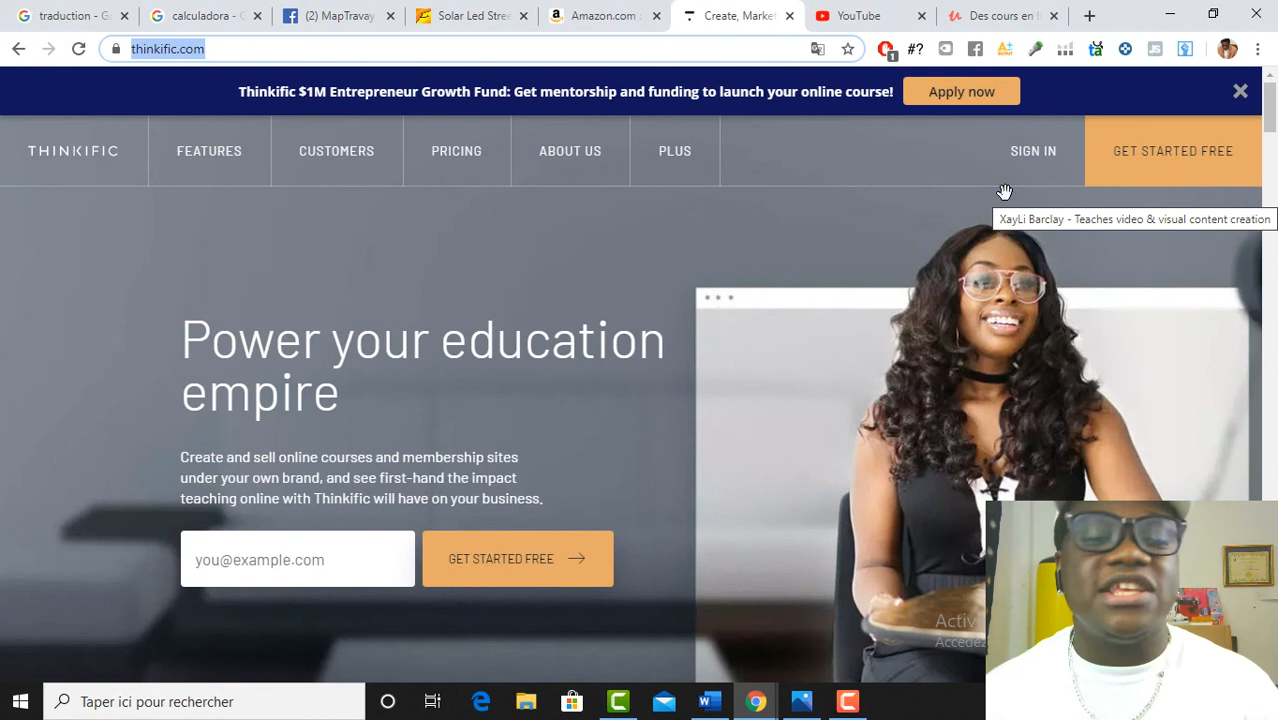 traduction - G
calculadora - G
(2) MapTravay
Solar Led Stre
Amazon.com
Create, Market
YouTube
Des cours en l
thinkific.com
Thinkific $1M Entrepreneur Growth Fund: Get mentorship and funding to launch your online course!
Apply now
THINKIFIC
FEATURES
CUSTOMERS
PRICING
ABOUT US
PLUS
SIGN IN
GET STARTED FREE
XayLi Barclay - Teaches video & visual content creation
Power your education
empire
Create and sell online courses and membership sites
under your own brand, and see first-hand the impact
teaching online with Thinkific will have on your business.
you@example.com
GET STARTED FREE
Activ
Accédez
Taper ici pour rechercher